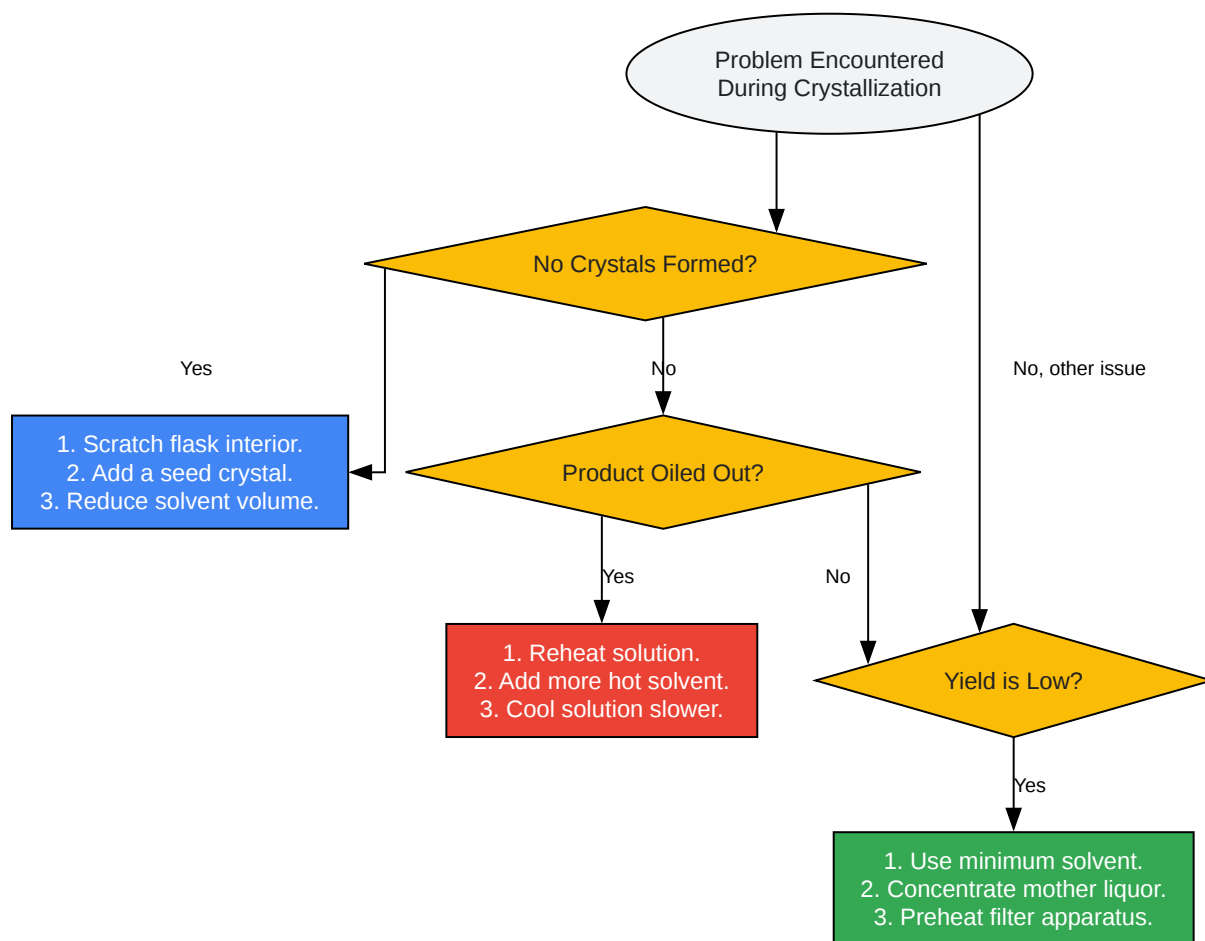 Problem Encountered
During Crystallization
No Crystals Formed?
Yes
No
No, other issue
1. Scratch flask interior.
2. Add a seed crystal.
3. Reduce solvent volume.
Product Oiled Out?
Yes
No
1. Reheat solution.
2. Add more hot solvent.
3. Cool solution slower.
Yield is Low?
Yes
1. Use minimum solvent.
2. Concentrate mother liquor.
3. Preheat filter apparatus.